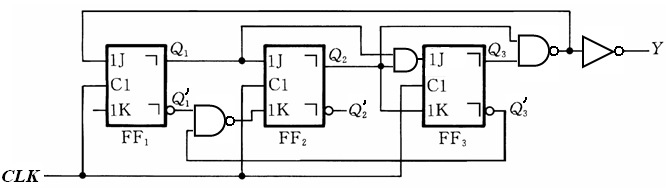 Q₁ Q₂ Q₃ Y
1J 1J 1J
C1 C1 C1
1K Q₁′ 1K Q₂′ 1K Q₃′
FF₁ FF₂ FF₃
CLK